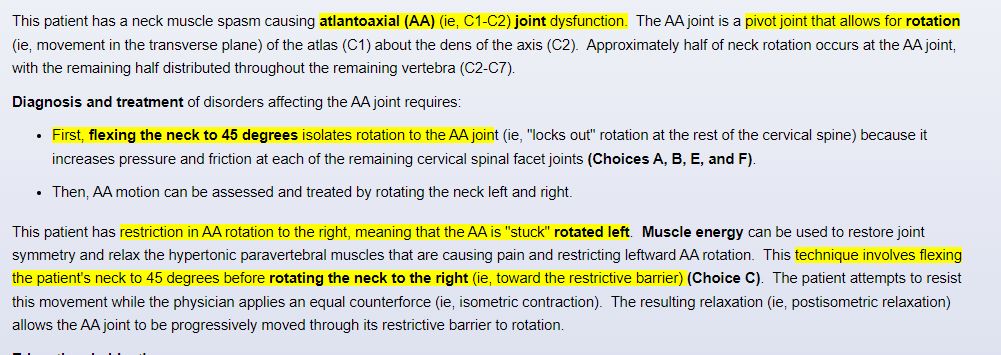 This patient has a neck muscle spasm causing atlantoaxial (AA) (ie, C1-C2) joint dysfunction.  The AA joint is a pivot joint that allows for rotation
(ie, movement in the transverse plane) of the atlas (C1) about the dens of the axis (C2).  Approximately half of neck rotation occurs at the AA joint,
with the remaining half distributed throughout the remaining vertebra (C2-C7).
Diagnosis and treatment of disorders affecting the AA joint requires:
• First, flexing the neck to 45 degrees isolates rotation to the AA joint (ie, "locks out" rotation at the rest of the cervical spine) because it
increases pressure and friction at each of the remaining cervical spinal facet joints (Choices A, B, E, and F).
• Then, AA motion can be assessed and treated by rotating the neck left and right.
This patient has restriction in AA rotation to the right, meaning that the AA is "stuck" rotated left.  Muscle energy can be used to restore joint
symmetry and relax the hypertonic paravertebral muscles that are causing pain and restricting leftward AA rotation.  This technique involves flexing
the patient's neck to 45 degrees before rotating the neck to the right (ie, toward the restrictive barrier) (Choice C).  The patient attempts to resist
this movement while the physician applies an equal counterforce (ie, isometric contraction).  The resulting relaxation (ie, postisometric relaxation)
allows the AA joint to be progressively moved through its restrictive barrier to rotation.